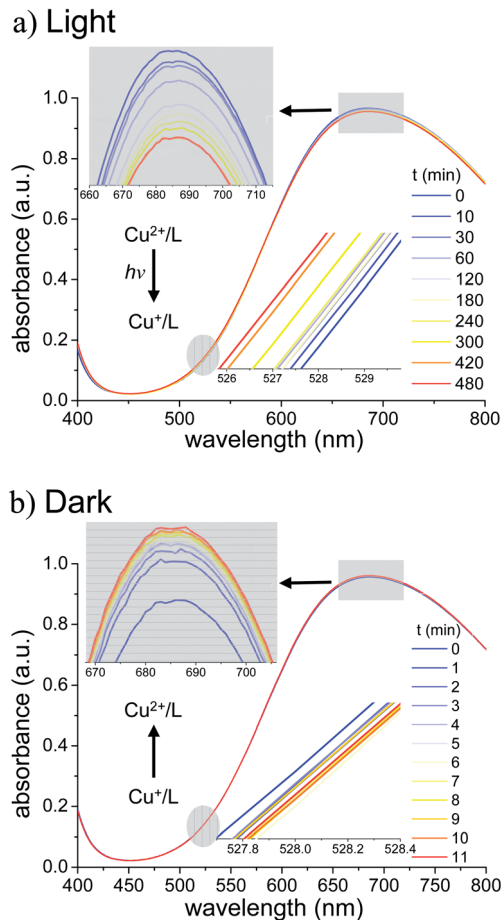 a) Light
660 670 680 690 700 710
1.0
0.8
0.6
0.4
0.2
0.0
absorbance (a.u.)
Cu²⁺/L
hν
Cu⁺/L
t (min)
0
10
30
60
120
180
240
300
420
480
526 527 528 529
400 450 500 550 600 650 700 750 800
wavelength (nm)
b) Dark
670 680 690 700
1.0
0.8
0.6
0.4
0.2
0.0
absorbance (a.u.)
Cu²⁺/L
Cu⁺/L
t (min)
0
1
2
3
4
5
6
7
8
9
10
11
527.8 528.0 528.2 528.4
400 450 500 550 600 650 700 750 800
wavelength (nm)